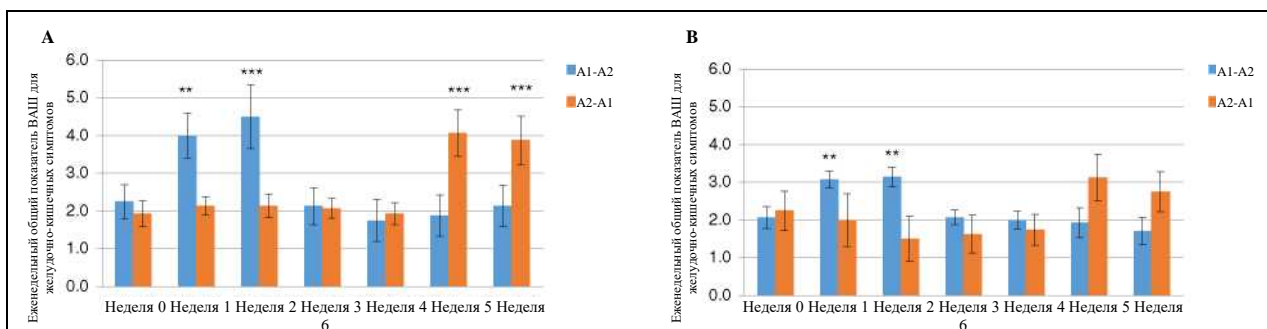 A
Еженедельный общий показатель ВАШ для
желудочно-кишечных симптомов
6.0
5.0
4.0
3.0
2.0
1.0
0.0
**
***
***
***
A1-A2
A2-A1
Неделя 0 Неделя 1 Неделя 2 Неделя 3 Неделя 4 Неделя 5 Неделя
6
B
Еженедельный общий показатель ВАШ для
желудочно-кишечных симптомов
6.0
5.0
4.0
3.0
2.0
1.0
0.0
**
**
A1-A2
A2-A1
Неделя 0 Неделя 1 Неделя 2 Неделя 3 Неделя 4 Неделя 5 Неделя
6